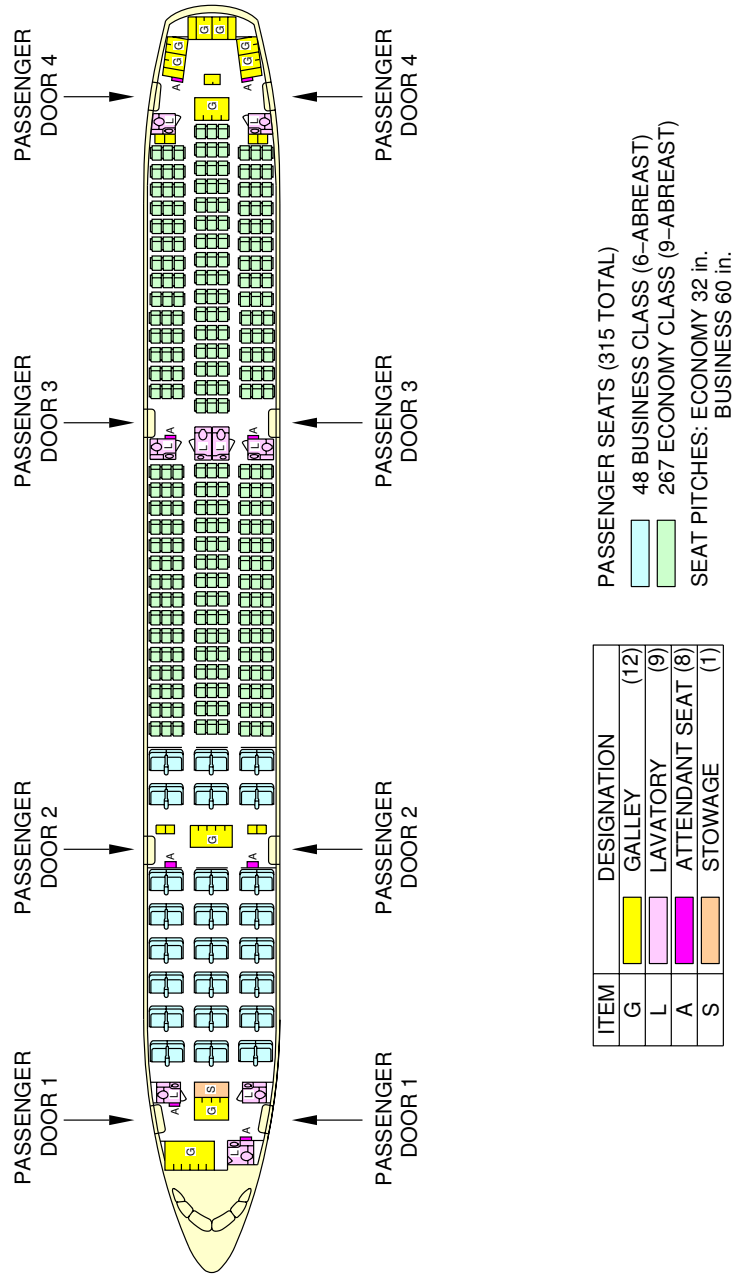 PASSENGER
DOOR 1
PASSENGER
DOOR 2
PASSENGER
DOOR 3
PASSENGER
DOOR 4
G
L
A
A
L
G
S
L
A
A
G
L
A
L
L
L
A
L
L
G
A
A
G
G
G
G
G
G
PASSENGER
DOOR 1
PASSENGER
DOOR 2
PASSENGER
DOOR 3
PASSENGER
DOOR 4
ITEM DESIGNATION
G GALLEY (12)
L LAVATORY (9)
A ATTENDANT SEAT (8)
S STOWAGE (1)
PASSENGER SEATS (315 TOTAL)
48 BUSINESS CLASS (6–ABREAST)
267 ECONOMY CLASS (9–ABREAST)
SEAT PITCHES: ECONOMY 32 in.
BUSINESS 60 in.